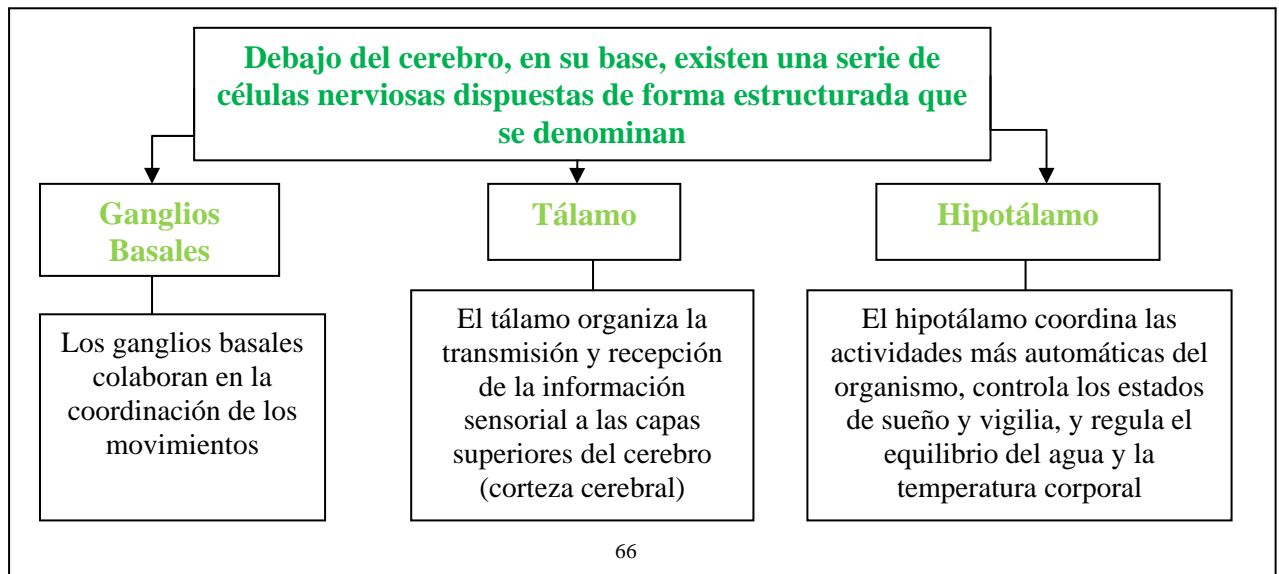 Debajo del cerebro, en su base, existen una serie de
células nerviosas dispuestas de forma estructurada que
se denominan
Ganglios
Basales
Los ganglios basales
colaboran en la
coordinación de los
movimientos
Tálamo
El tálamo organiza la
transmisión y recepción
de la información
sensorial a las capas
superiores del cerebro
(corteza cerebral)
Hipotálamo
El hipotálamo coordina las
actividades más automáticas del
organismo, controla los estados
de sueño y vigilia, y regula el
equilibrio del agua y la
temperatura corporal
66